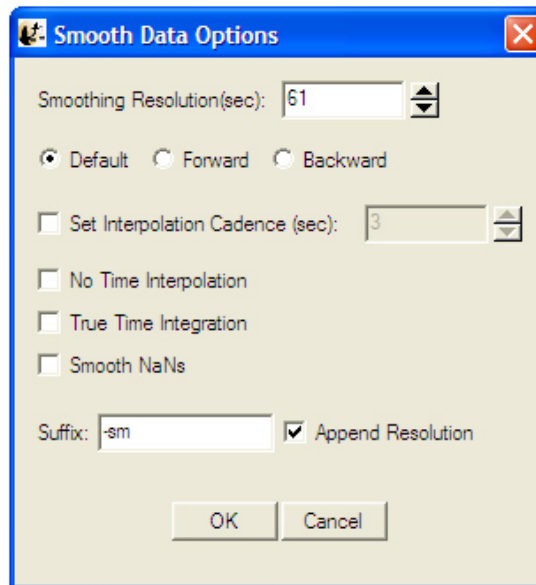 Smooth Data Options
Smoothing Resolution(sec): 61
Default Forward Backward
Set Interpolation Cadence (sec): 3
No Time Interpolation
True Time Integration
Smooth NaNs
Suffix: -sm Append Resolution
OK Cancel